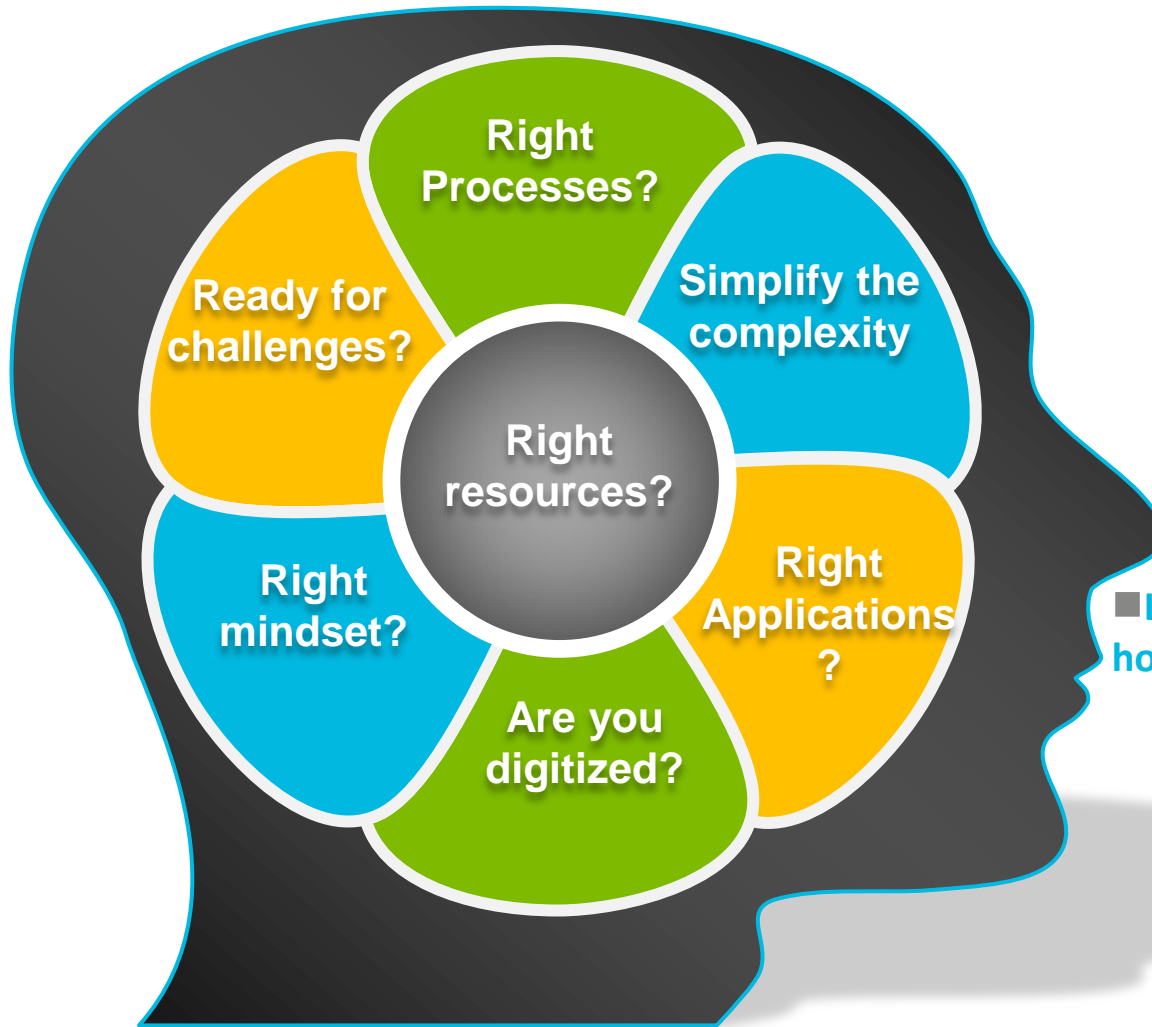 Right
Processes?
Simplify the
complexity
Ready for
challenges?
Right
resources?
Right
Applications
?
Right
mindset?
Are you
digitized?